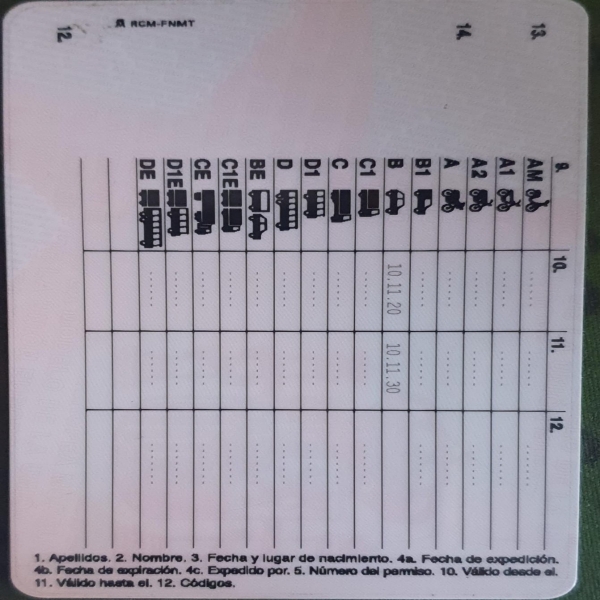 13.
14.
RCM-FNMT
12.
9. 10. 11. 12.
AM
A1
A2
A
B1
B 10.11.20 10.11.30
C1
C
D1
D
BE
C1E
CE
D1E
DE
1. Apellidos. 2. Nombre. 3. Fecha y lugar de nacimiento. 4a. Fecha de expedición.
4b. Fecha de expiración. 4c. Expedido por. 5. Número del permiso. 10. Válido desde el.
11. Válido hasta el. 12. Códigos.